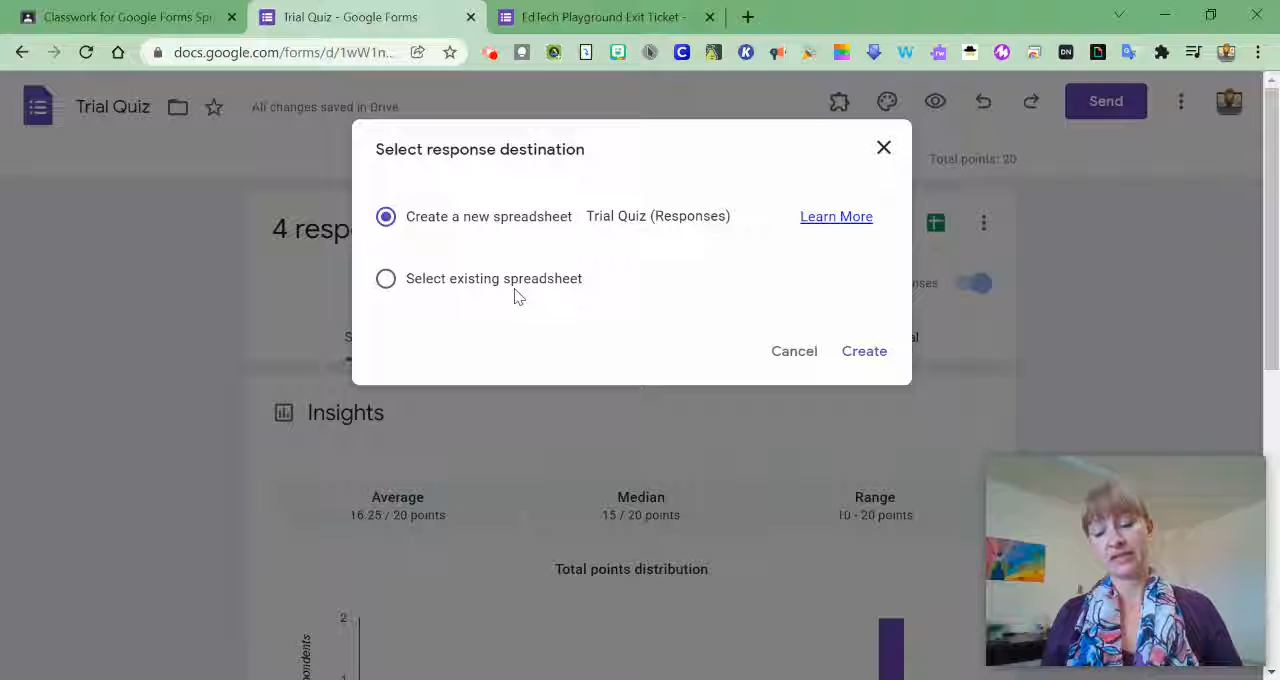 Classwork for Google Forms Spr
Trial Quiz - Google Forms
EdTech Playground Exit Ticket -
docs.google.com/forms/d/1wW1n...
Trial Quiz
All changes saved in Drive
Send
Total points: 20
Select response destination
Create a new spreadsheet Trial Quiz (Responses) Learn More
4 resp
Select existing spreadsheet
nses
Cancel Create
Insights
Average Median Range
16.25 / 20 points 15 / 20 points 10 - 20 points
Total points distribution
2
pondents